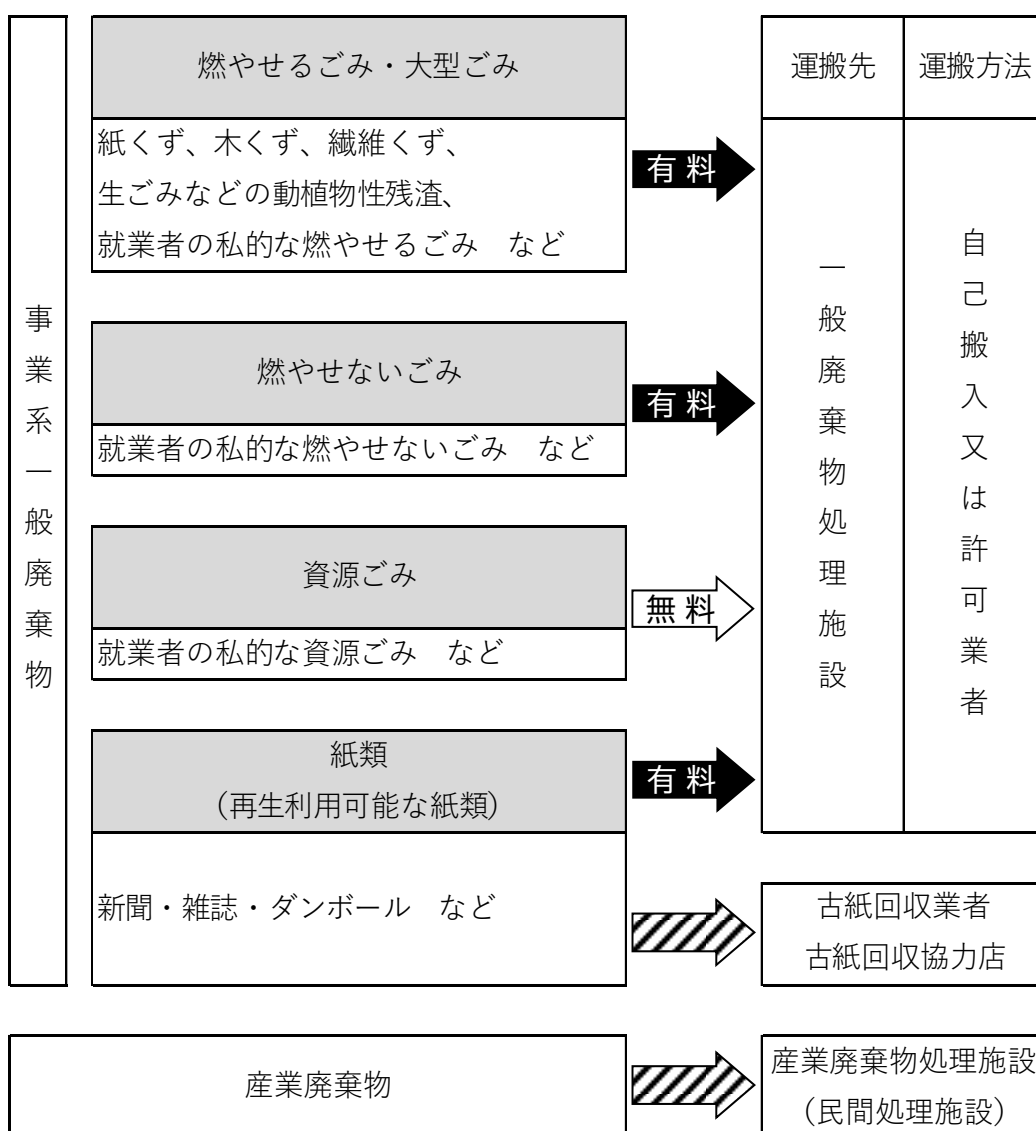 事業系一般廃棄物
燃やせるごみ・大型ごみ
紙くず、木くず、繊維くず、
生ごみなどの動植物性残渣、
就業者の私的な燃やせるごみ　など
有料
燃やせないごみ
就業者の私的な燃やせないごみ　など
有料
資源ごみ
就業者の私的な資源ごみ　など
無料
紙類
（再生利用可能な紙類）
新聞・雑誌・ダンボール　など
有料
運搬先
運搬方法
一般廃棄物処理施設
自己搬入又は許可業者
古紙回収業者
古紙回収協力店
産業廃棄物
産業廃棄物処理施設
（民間処理施設）